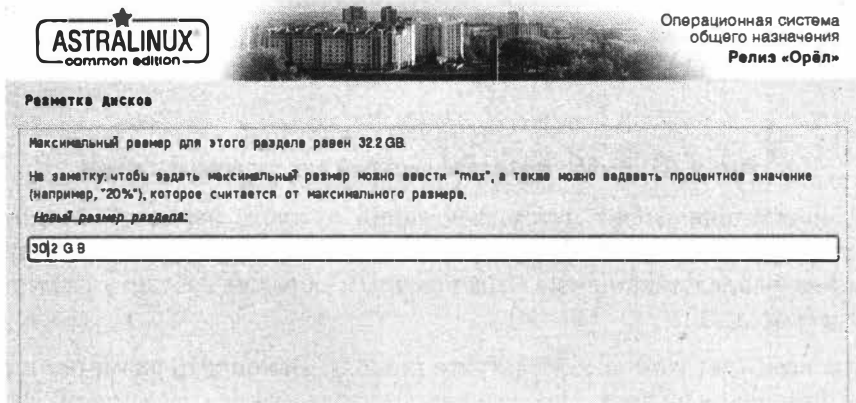 ASTRALINUX
common edition
Операционная система
общего назначения
Релиз «Орёл»
Разметка дисков
Максимальный размер для этого раздела равен 32.2 GB.
На заметку: чтобы задать максимальный размер можно ввести "max", а также можно задавать процентное значение
(например, "20%"), которое считается от максимального размера.
Новый размер раздела:
30.2 GB